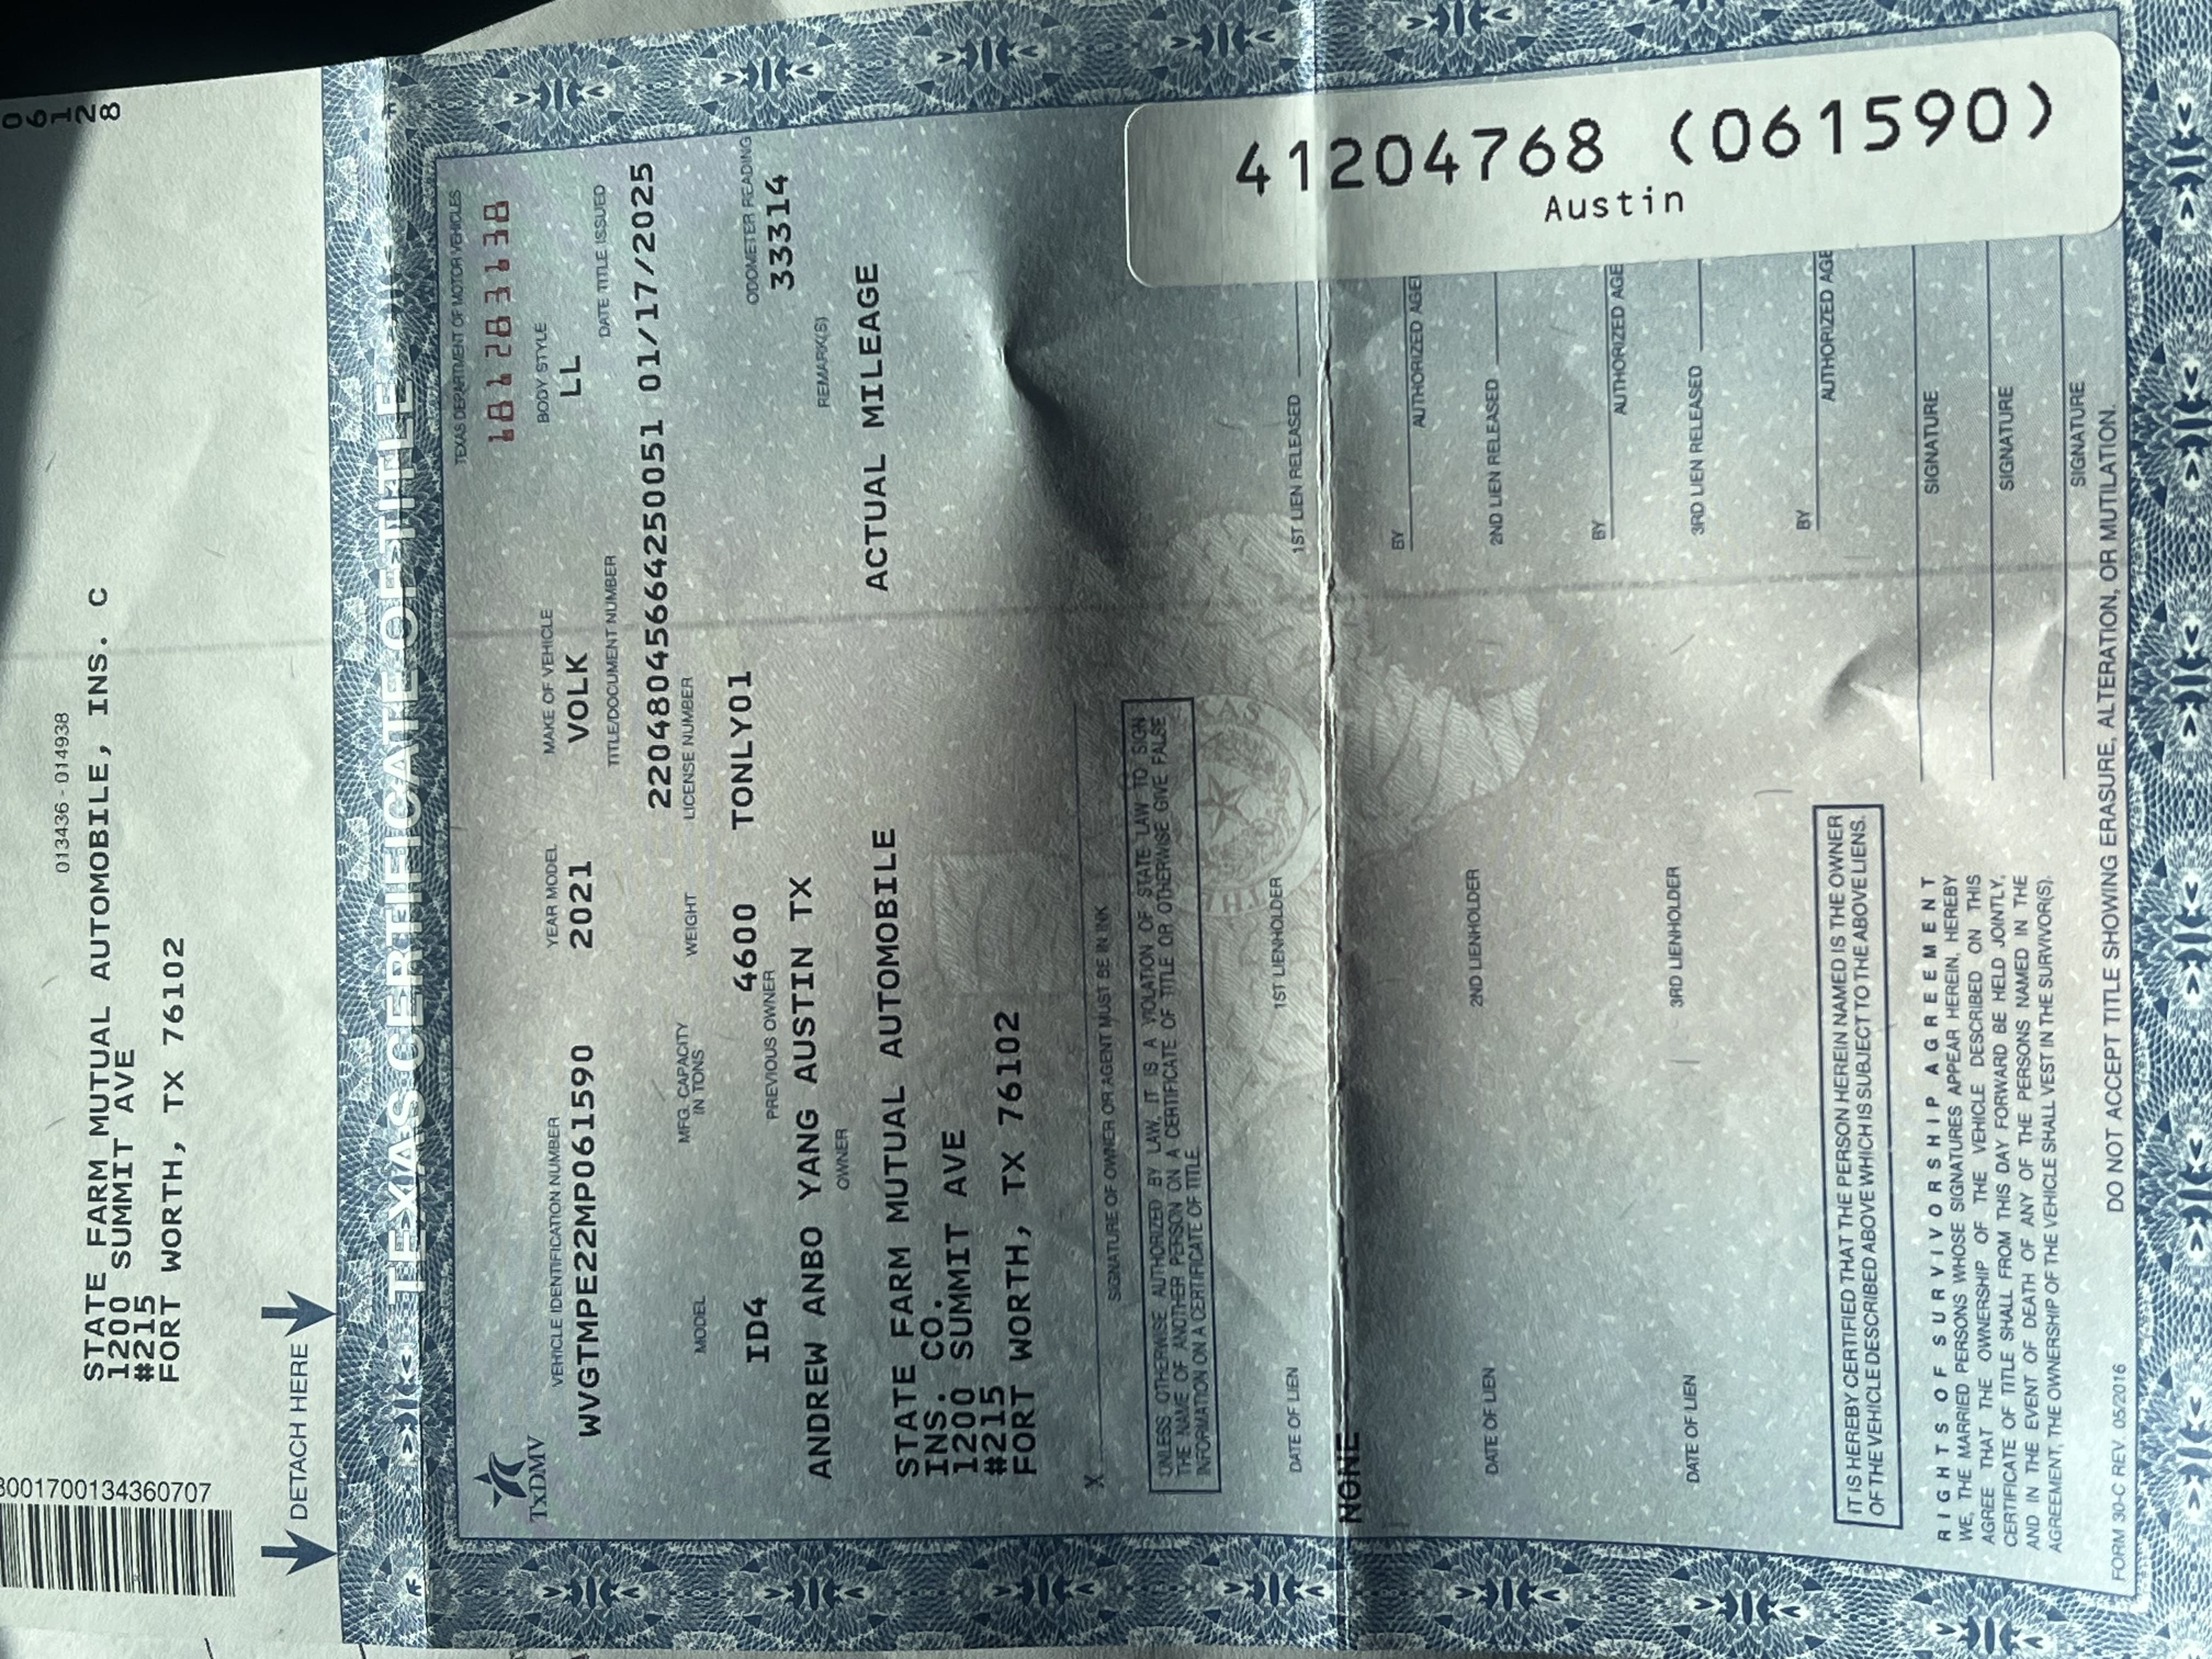 06128
013436 - 014938
STATE FARM MUTUAL AUTOMOBILE, INS. C
1200 SUMMIT AVE
#215
FORT WORTH, TX 76102
3001700134360707
DETACH HERE
TEXAS CERTIFICATE OF TITLE
TxDMV
TEXAS DEPARTMENT OF MOTOR VEHICLES
18128313138
VEHICLE IDENTIFICATION NUMBER YEAR MODEL MAKE OF VEHICLE BODY STYLE
WVGTMPE22MP061590 2021 VOLK LL
TITLE/DOCUMENT NUMBER DATE TITLE ISSUED
22048045664250051 01/17/2025
MODEL MFG. CAPACITY IN TONS WEIGHT LICENSE NUMBER ODOMETER READING
ID4 4600 TONLY01 33314
PREVIOUS OWNER
ANDREW ANBO YANG AUSTIN TX
REMARK(S)
OWNER
ACTUAL MILEAGE
STATE FARM MUTUAL AUTOMOBILE
INS. CO.
1200 SUMMIT AVE
#215
FORT WORTH, TX 76102
X
SIGNATURE OF OWNER OR AGENT MUST BE IN INK
UNLESS OTHERWISE AUTHORIZED BY LAW, IT IS A VIOLATION OF STATE LAW TO SIGN
THE NAME OF ANOTHER PERSON ON A CERTIFICATE OF TITLE OR OTHERWISE GIVE FALSE
INFORMATION ON A CERTIFICATE OF TITLE.
41204768 (061590)
Austin
DATE OF LIEN 1ST LIENHOLDER 1ST LIEN RELEASED
NONE
BY
AUTHORIZED AGE
DATE OF LIEN 2ND LIENHOLDER 2ND LIEN RELEASED
BY
AUTHORIZED AGE
DATE OF LIEN 3RD LIENHOLDER 3RD LIEN RELEASED
BY
AUTHORIZED AGE
IT IS HEREBY CERTIFIED THAT THE PERSON HEREIN NAMED IS THE OWNER
OF THE VEHICLE DESCRIBED ABOVE WHICH IS SUBJECT TO THE ABOVE LIENS.
RIGHTS OF SURVIVORSHIP AGREEMENT
WE, THE MARRIED PERSONS WHOSE SIGNATURES APPEAR HEREIN, HEREBY
AGREE THAT THE OWNERSHIP OF THE VEHICLE DESCRIBED ON THIS
CERTIFICATE OF TITLE SHALL FROM THIS DAY FORWARD BE HELD JOINTLY,
AND IN THE EVENT OF DEATH OF ANY OF THE PERSONS NAMED IN THE
AGREEMENT, THE OWNERSHIP OF THE VEHICLE SHALL VEST IN THE SURVIVOR(S).
SIGNATURE
SIGNATURE
SIGNATURE
FORM 30-C REV. 05/2016
DO NOT ACCEPT TITLE SHOWING ERASURE, ALTERATION, OR MUTILATION.